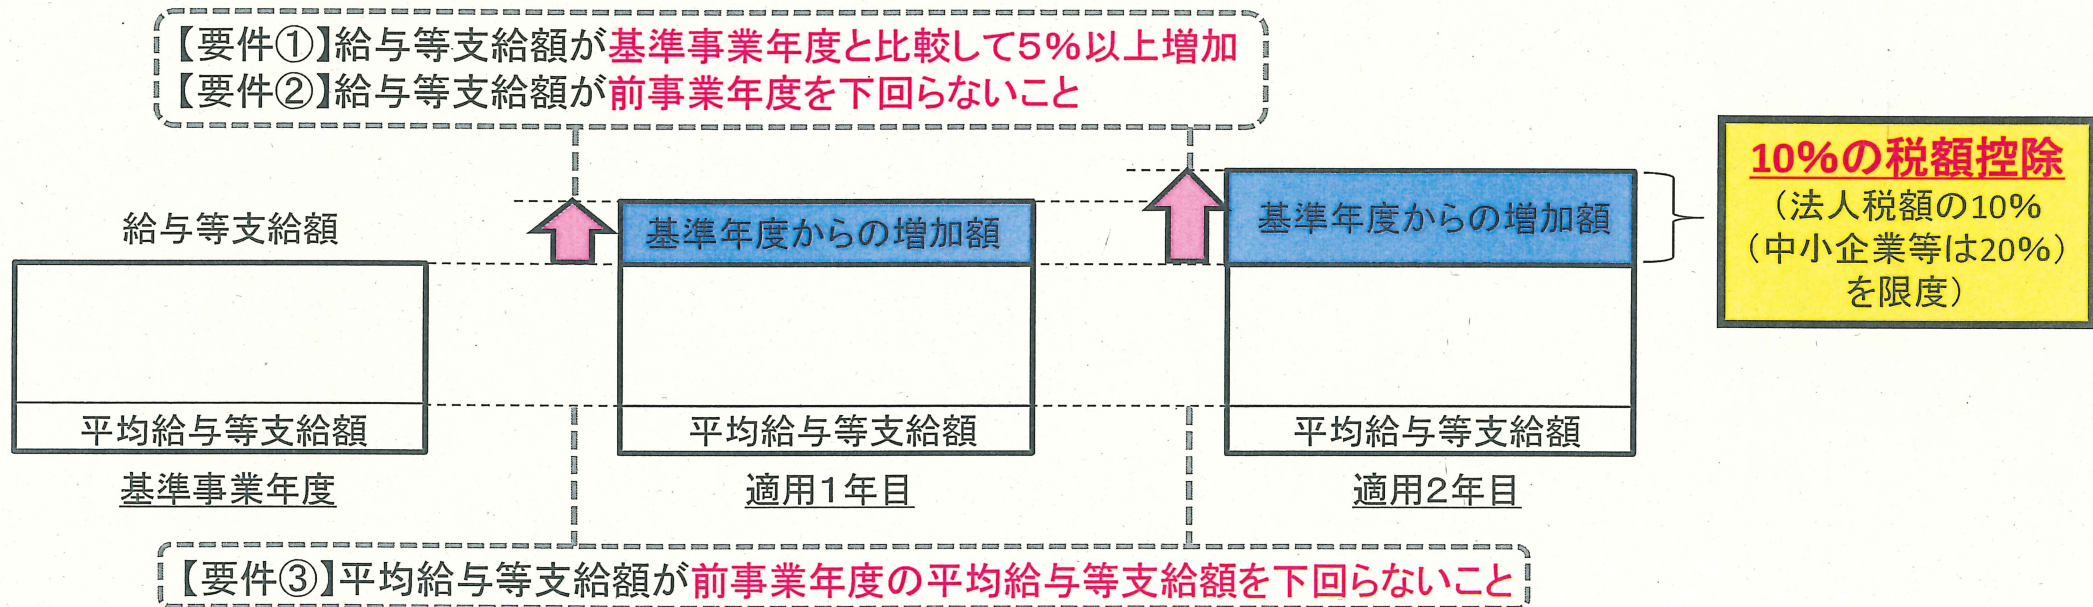 【要件①】給与等支給額が基準事業年度と比較して5%以上増加
【要件②】給与等支給額が前事業年度を下回らないこと
10%の税額控除
（法人税額の10%
（中小企業等は20%）
を限度）
給与等支給額
基準年度からの増加額
基準年度からの増加額
平均給与等支給額
平均給与等支給額
平均給与等支給額
基準事業年度
適用1年目
適用2年目
【要件③】平均給与等支給額が前事業年度の平均給与等支給額を下回らないこと